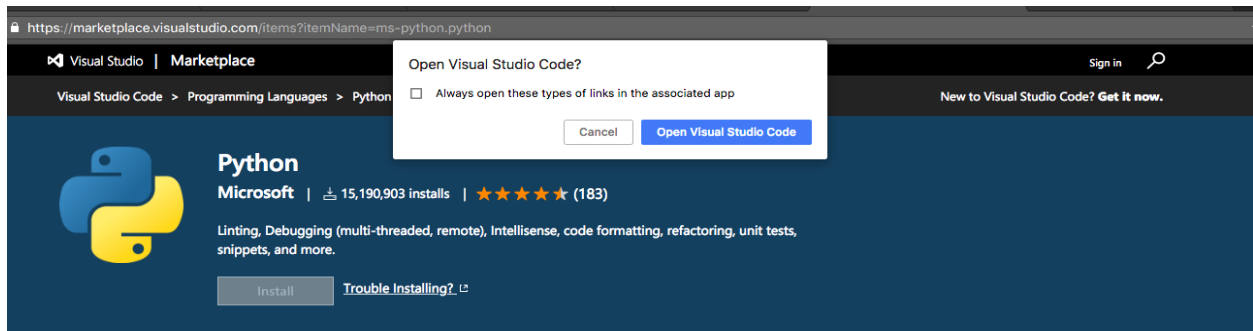 https://marketplace.visualstudio.com/items?itemName=ms-python.python
Visual Studio | Marketplace
Sign in
Open Visual Studio Code?
Always open these types of links in the associated app
Cancel
Open Visual Studio Code
Visual Studio Code > Programming Languages > Python
New to Visual Studio Code? Get it now.
Python
Microsoft | 15,190,903 installs | (183)
Linting, Debugging (multi-threaded, remote), Intellisense, code formatting, refactoring, unit tests,
snippets, and more.
Install
Trouble Installing?